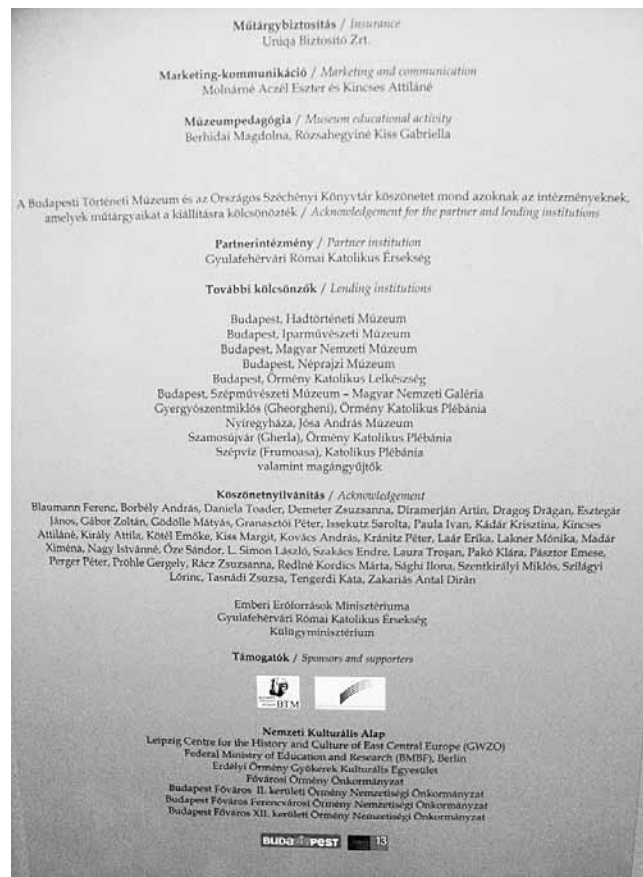 Műtárgybiztosítás / Insurance
Uniqa Biztosító Zrt.
Marketing-kommunikáció / Marketing and communication
Molnárné Aczél Eszter és Kincses Attiláné
Múzeumpedagógia / Museum educational activity
Berhidai Magdolna, Rózsahegyiné Kiss Gabriella
A Budapesti Történeti Múzeum és az Országos Széchényi Könyvtár köszönetet mond azoknak az intézményeknek,
amelyek műtárgyaikat a kiállításra kölcsönözték / Acknowledgement for the partner and lending institutions
Partnerintézmény / Partner institution
Gyulafehérvári Római Katolikus Érsekség
További kölcsönzők / Lending institutions
Budapest, Hadtörténeti Múzeum
Budapest, Iparművészeti Múzeum
Budapest, Magyar Nemzeti Múzeum
Budapest, Néprajzi Múzeum
Budapest, Örmény Katolikus Lelkészség
Budapest, Szépművészeti Múzeum – Magyar Nemzeti Galéria
Gyergyószentmiklós (Gheorgheni), Örmény Katolikus Plébánia
Nyíregyháza, Jósa András Múzeum
Szamosújvár (Gherla), Örmény Katolikus Plébánia
Szépvíz (Frumoasa), Katolikus Plébánia
valamint magángyűjtők
Köszönetnyilvánítás / Acknowledgement
Blaumann Ferenc, Borbély András, Daniela Toader, Demeter Zsuzsanna, Diramerján Artin, Dragoş Drăgan, Esztegár
János, Gábor Zoltán, Gödölle Mátyás, Granasztói Péter, Issekutz Sarolta, Paula Ivan, Kádár Krisztina, Kincses
Attiláné, Király Attila, Kötél Emőke, Kiss Margit, Kovács András, Kránitz Péter, Laár Erika, Lakner Mónika, Madár
Xiména, Nagy Istvánné, Őze Sándor, L. Simon László, Szakács Endre, Laura Troşan, Pakó Klára, Pásztor Emese,
Perger Péter, Prőhle Gergely, Rácz Zsuzsanna, Redlné Kordics Márta, Sághi Ilona, Szentkirályi Miklós, Szilágyi
Lőrinc, Tasnádi Zsuzsa, Tengerdi Kata, Zakariás Antal Dirán
Emberi Erőforrások Minisztériuma
Gyulafehérvári Római Katolikus Érsekség
Külügyminisztérium
Támogatók / Sponsors and supporters
BTM
Nemzeti Kulturális Alap
Leipzig Centre for the History and Culture of East Central Europe (GWZO)
Federal Ministry of Education and Research (BMBF), Berlin
Erdélyi Örmény Gyökerek Kulturális Egyesület
Fővárosi Örmény Önkormányzat
Budapest Főváros II. kerületi Örmény Nemzetiségi Önkormányzat
Budapest Főváros Ferencvárosi Örmény Nemzetiségi Önkormányzat
Budapest Főváros XII. kerületi Örmény Nemzetiségi Önkormányzat
BUDAPEST 13